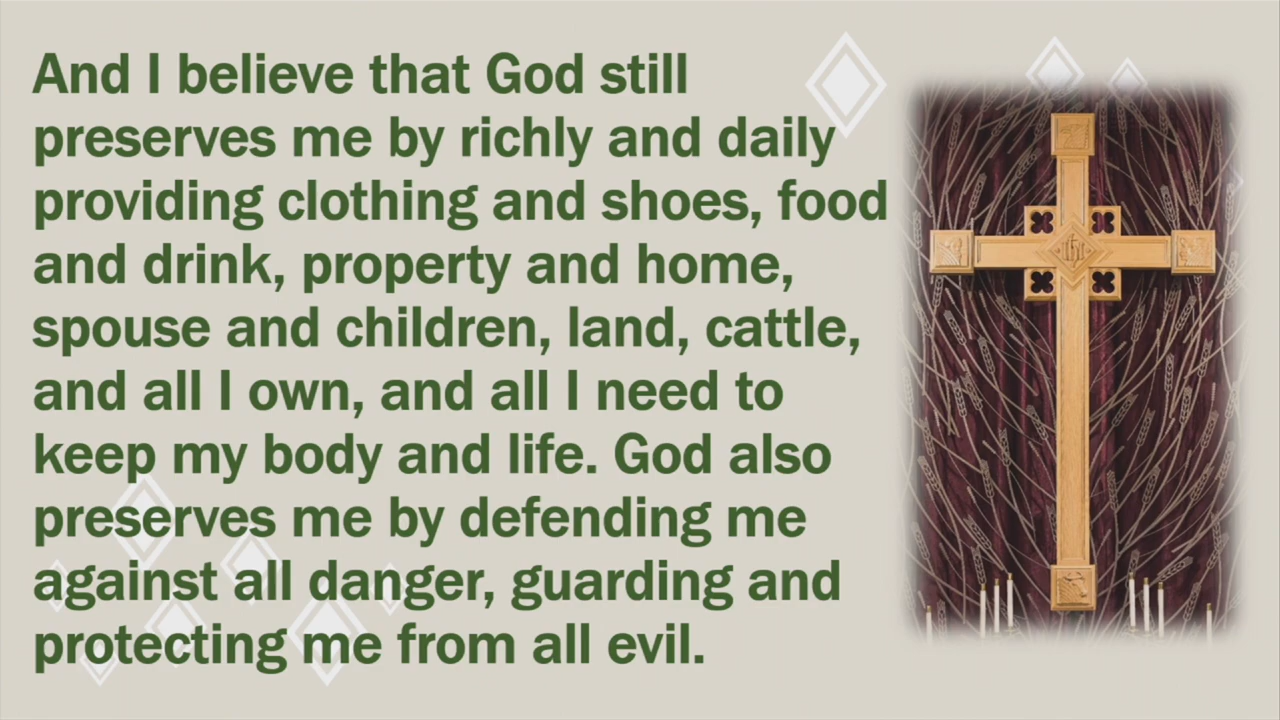 And I believe that God still
preserves me by richly and daily
providing clothing and shoes, food
and drink, property and home,
spouse and children, land, cattle,
and all I own, and all I need to
keep my body and life. God also
preserves me by defending me
against all danger, guarding and
protecting me from all evil.